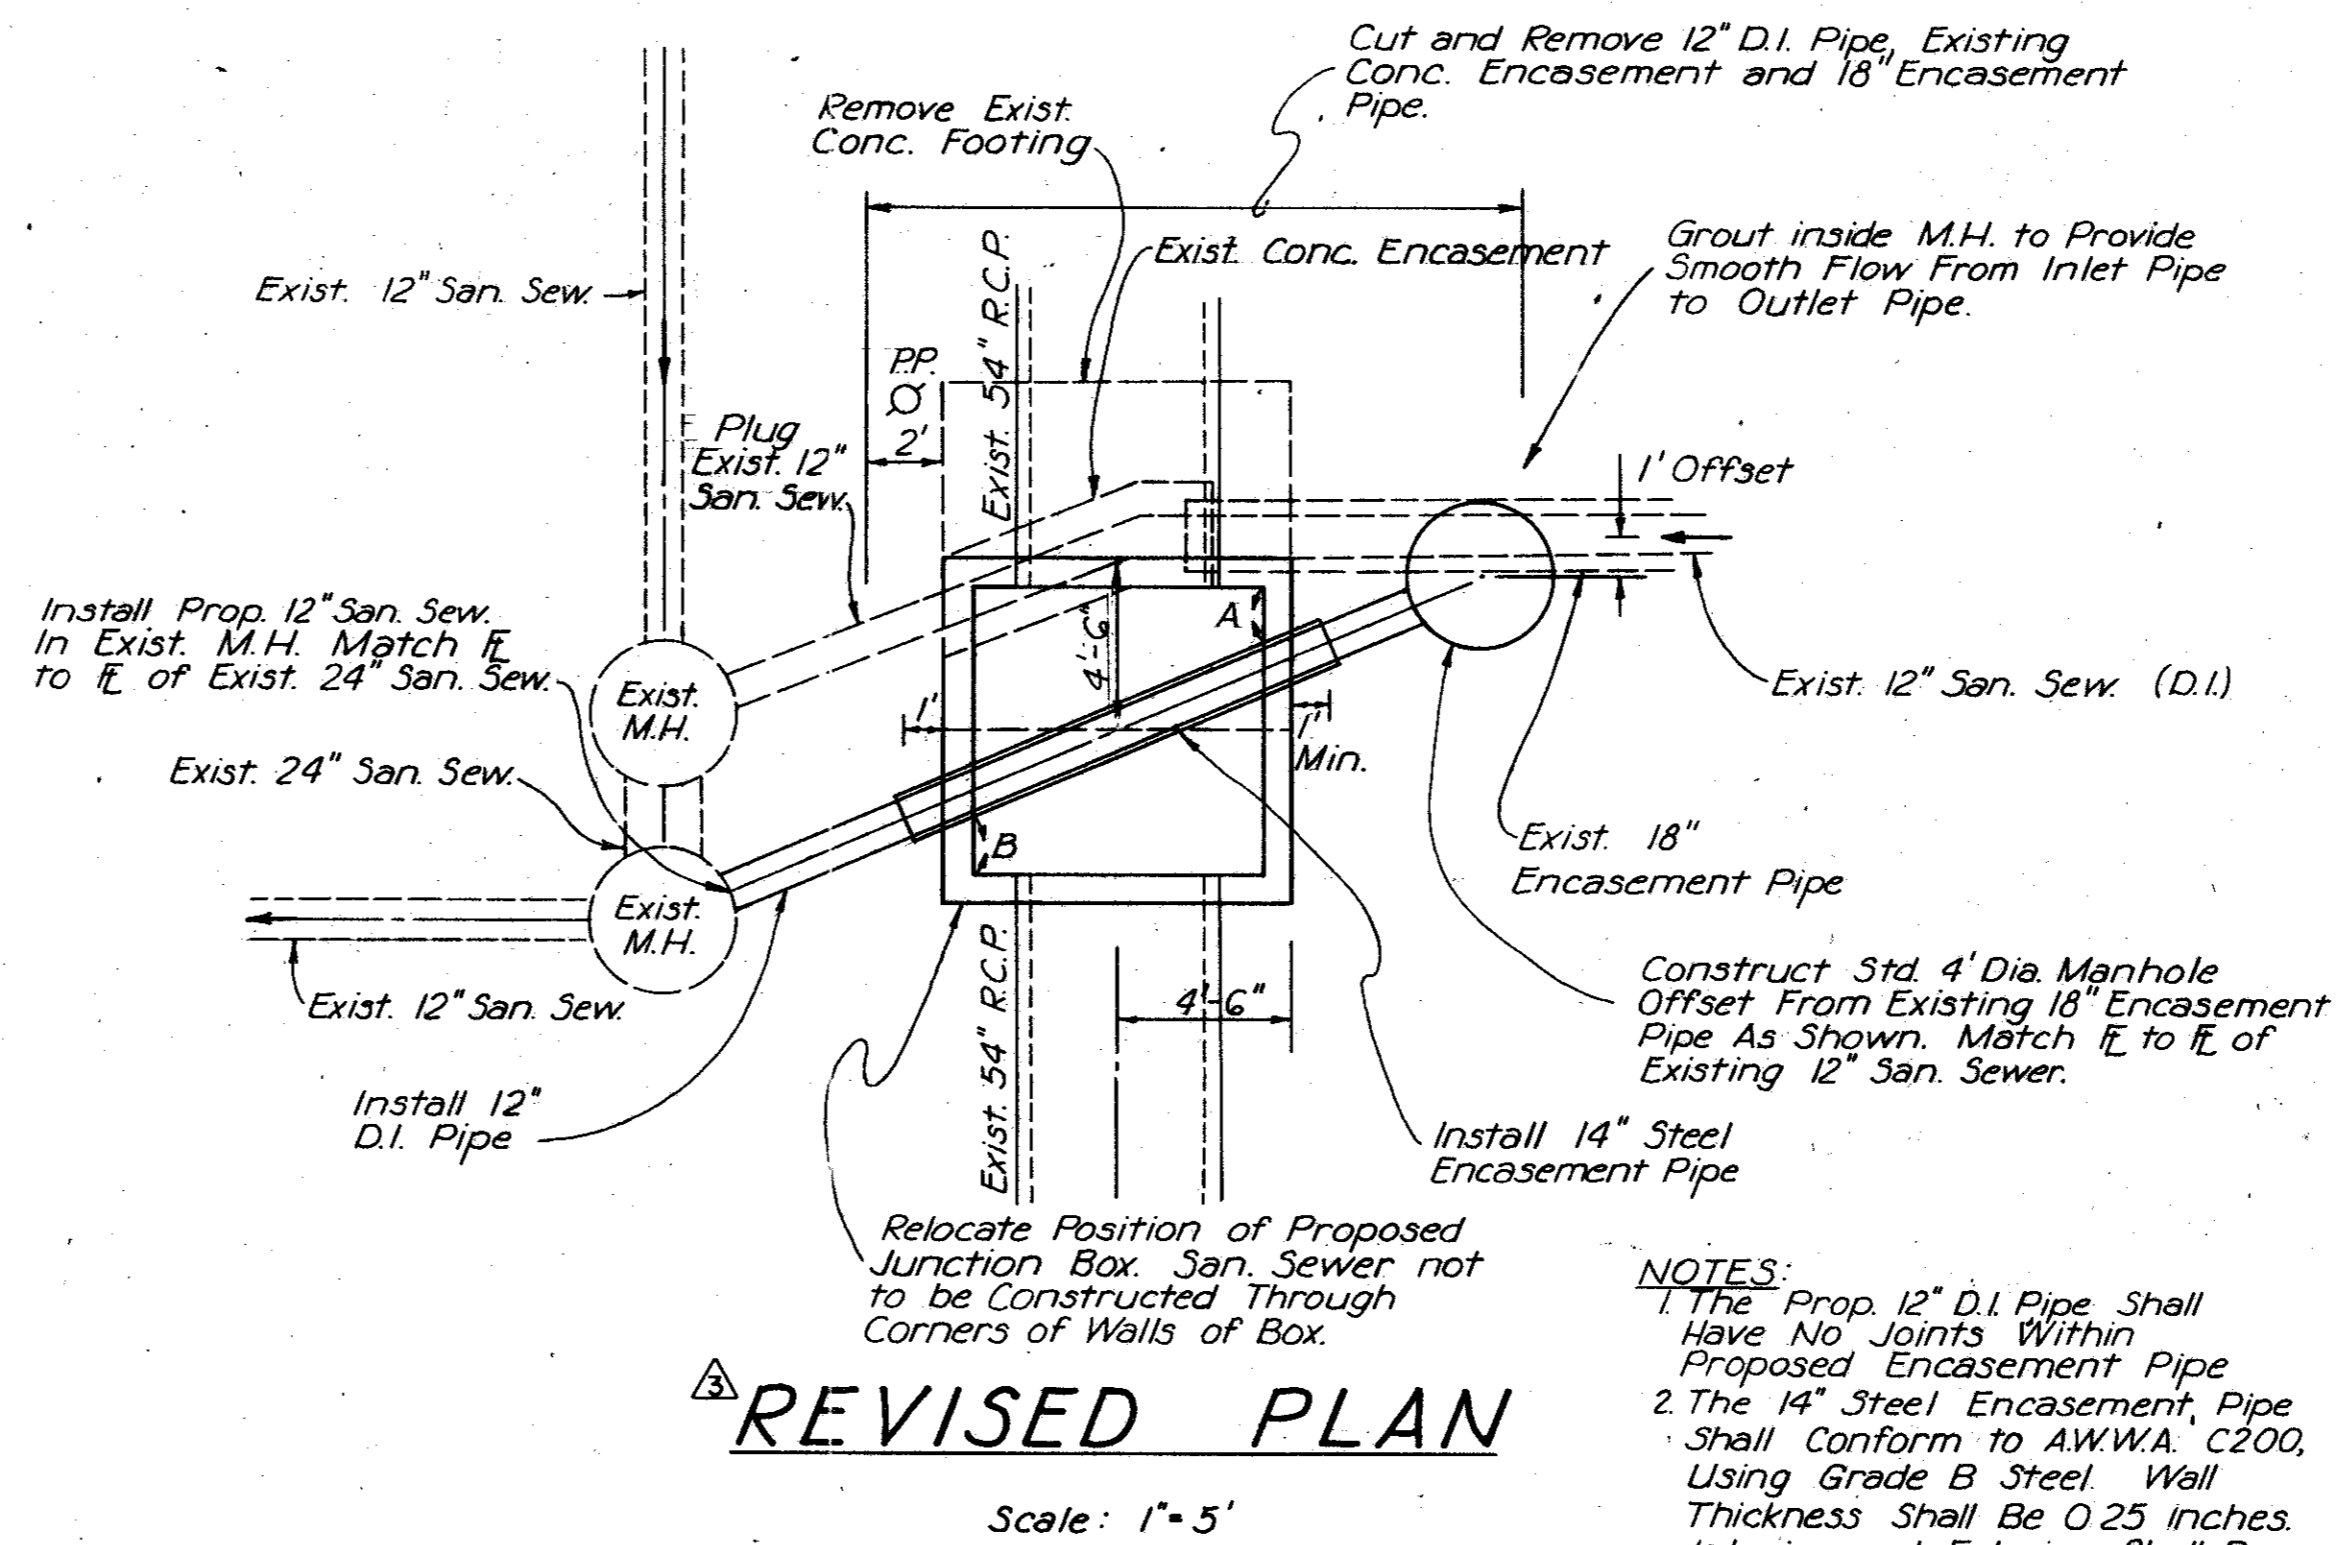 Cut and Remove 12" D.I. Pipe, Existing
Conc. Encasement and 18" Encasement
Pipe.
Remove Exist.
Conc. Footing
Exist. Conc. Encasement
Grout inside M.H. to Provide
Smooth Flow From Inlet Pipe
to Outlet Pipe.
Exist. 12" San. Sew.
Exist. 54" R.C.P.
P.P.
2'
Plug
Exist. 12"
San. Sew.
1' Offset
Install Prop. 12" San. Sew.
In Exist. M.H. Match FL
to FL of Exist. 24" San. Sew.
A
4'-6"
Exist.
M.H.
1'
1'
Min.
Exist. 12" San. Sew. (D.I.)
Exist. 24" San. Sew.
B
Exist. 18"
Encasement Pipe
Exist.
M.H.
Exist. 12" San. Sew.
Exist. 54" R.C.P.
4'-6"
Construct Std. 4' Dia. Manhole
Offset From Existing 18" Encasement
Pipe As Shown. Match FL to FL of
Existing 12" San. Sewer.
Install 12"
D.I. Pipe
Install 14" Steel
Encasement Pipe
Relocate Position of Proposed
Junction Box. San. Sewer not
to be Constructed Through
Corners of Walls of Box.
3
REVISED PLAN
Scale: 1"=5'
NOTES:
1. The Prop. 12" D.I. Pipe Shall
Have No Joints Within
Proposed Encasement Pipe
2. The 14" Steel Encasement Pipe
Shall Conform to A.W.W.A. C200,
Using Grade B Steel. Wall
Thickness Shall Be 0.25 inches.